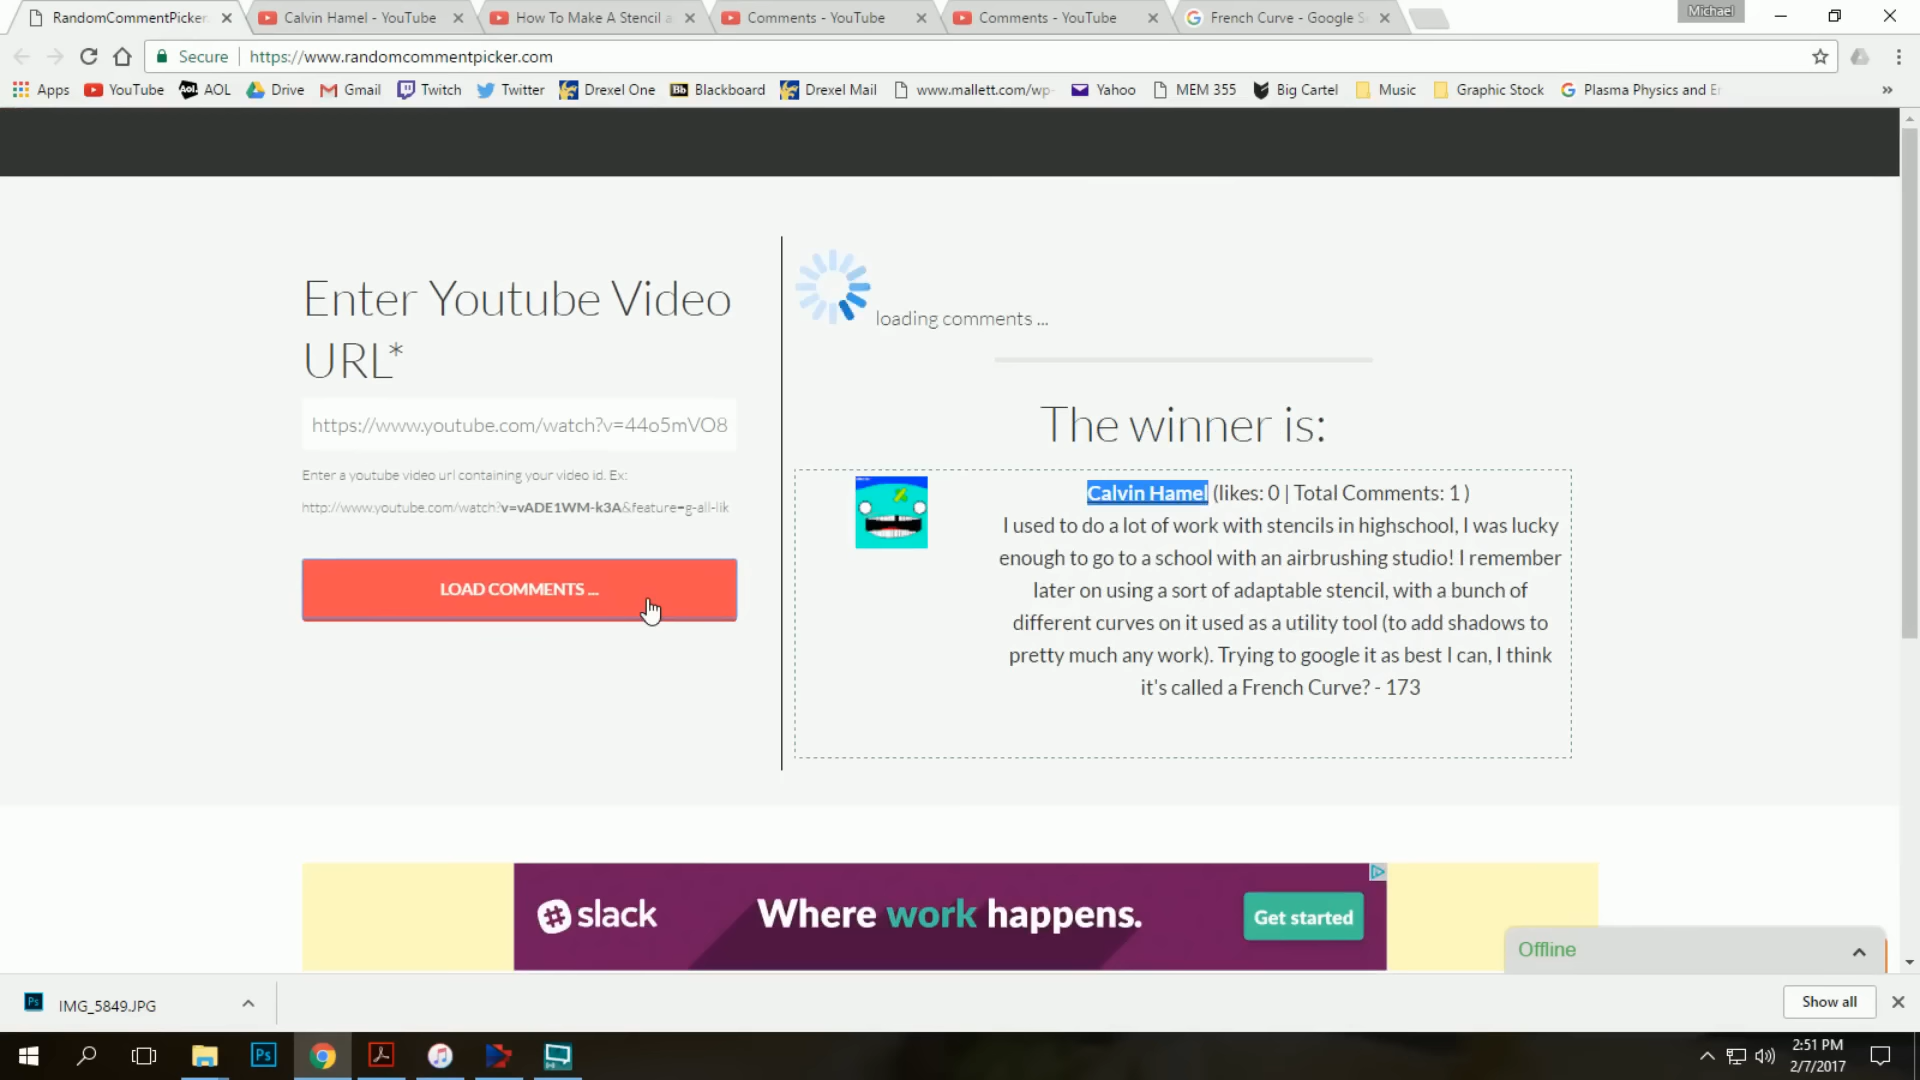 RandomCommentPicker
Calvin Hamel - YouTube
How To Make A Stencil a
Comments - YouTube
Comments - YouTube
French Curve - Google S
Michael
Secure
https://www.randomcommentpicker.com
Apps
YouTube
Aol.
AOL
Drive
Gmail
Twitch
Twitter
Drexel One
Bb
Blackboard
Drexel Mail
www.mallett.com/wp-
Yahoo
MEM 355
Big Cartel
Music
Graphic Stock
Plasma Physics and Er
»
Enter Youtube Video
URL*
https://www.youtube.com/watch?v=44o5mVO8
Enter a youtube video url containing your video id. Ex:
http://www.youtube.com/watch?v=vADE1WM-k3A&feature=g-all-lik
LOAD COMMENTS ...
loading comments ...
The winner is:
Calvin Hamel (likes: 0 | Total Comments: 1 )
I used to do a lot of work with stencils in highschool, I was lucky
enough to go to a school with an airbrushing studio! I remember
later on using a sort of adaptable stencil, with a bunch of
different curves on it used as a utility tool (to add shadows to
pretty much any work). Trying to google it as best I can, I think
it's called a French Curve? - 173
slack
Where work happens.
Get started
Offline
Ps
IMG_5849.JPG
Show all
Ps
2:51 PM
2/7/2017